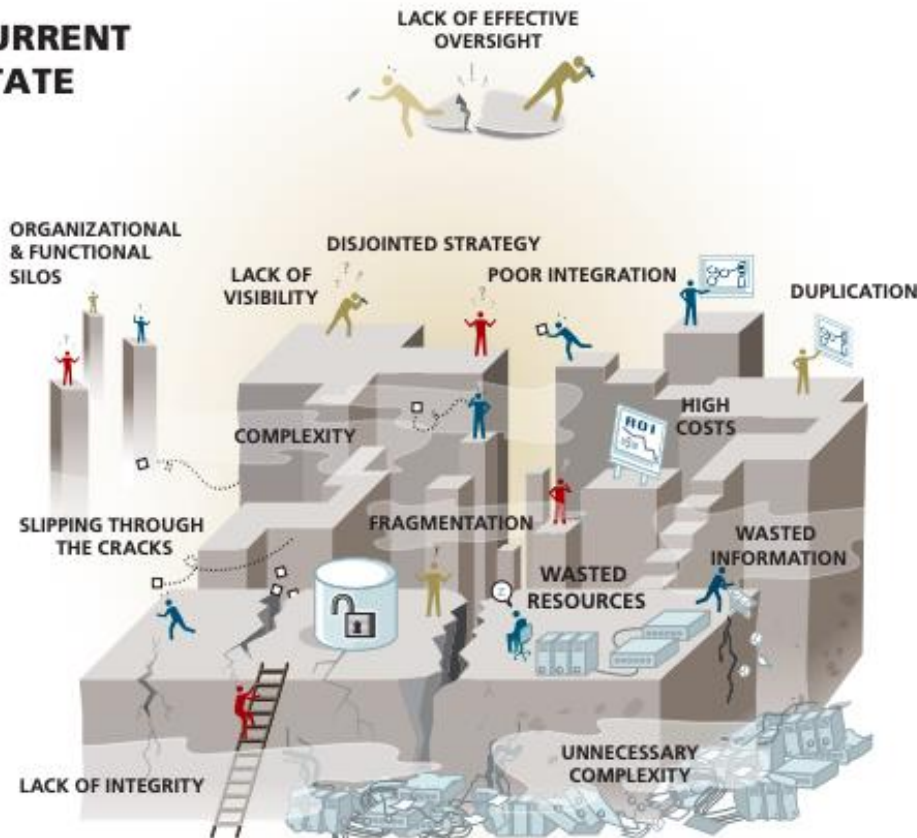 URRENT
TATE
LACK OF EFFECTIVE
OVERSIGHT
ORGANIZATIONAL
& FUNCTIONAL
SILOS
DISJOINTED STRATEGY
LACK OF
VISIBILITY
POOR INTEGRATION
DUPLICATION
COMPLEXITY
HIGH
COSTS
ROI
SLIPPING THROUGH
THE CRACKS
FRAGMENTATION
WASTED
RESOURCES
WASTED
INFORMATION
LACK OF INTEGRITY
UNNECESSARY
COMPLEXITY